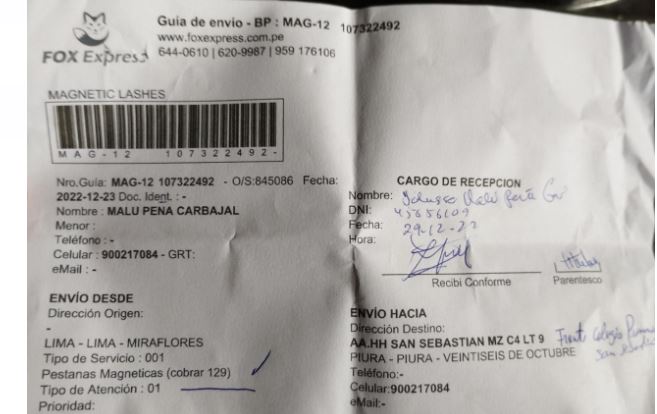 FOX Express
Guia de envio - BP : MAG-12 107322492
www.foxexpress.com.pe
644-0610 | 620-9987 | 959 176106
MAGNETIC LASHES
MAG-12 107322492-
Nro.Guia: MAG-12 107322492 - O/S:845086 Fecha:
2022-12-23 Doc. Ident. : -
Nombre : MALU PENA CARBAJAL
Menor :
Teléfono : -
Celular : 900217084 - GRT:
eMail : -
ENVÍO DESDE
Dirección Origen:
-
LIMA - LIMA - MIRAFLORES
Tipo de Servicio : 001
Pestanas Magneticas (cobrar 129)
Tipo de Atención : 01
Prioridad:
CARGO DE RECEPCION
Nombre:
DNI:
Fecha: 29-12-22
Hora:
Recibi Conforme
Parentesco
ENVÍO HACIA
Dirección Destino:
AA.HH SAN SEBASTIAN MZ C4 LT 9 Frente
PIURA - PIURA - VEINTISEIS DE OCTUBRE
Teléfono:-
Celular:900217084
eMail:-